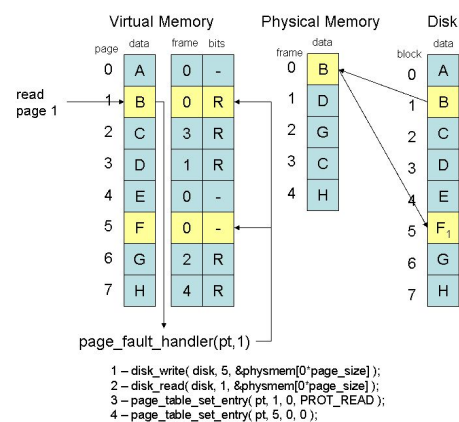 Virtual Memory Physical Memory Disk
page data frame bits frame data block data
0 A 0 - 0 B 0 A
read page 1
1 B 0 R 1 D 1 B
2 C 3 R 2 G 2 C
3 D 1 R 3 C 3 D
4 E 0 - 4 H 4 E
5 F 0 - 5 F1
6 G 2 R 6 G
7 H 4 R 7 H
page_fault_handler(pt,1)
1 – disk_write( disk, 5, &physmem[0*page_size] );
2 – disk_read( disk, 1, &physmem[0*page_size] );
3 – page_table_set_entry( pt, 1, 0, PROT_READ );
4 – page_table_set_entry( pt, 5, 0, 0 );